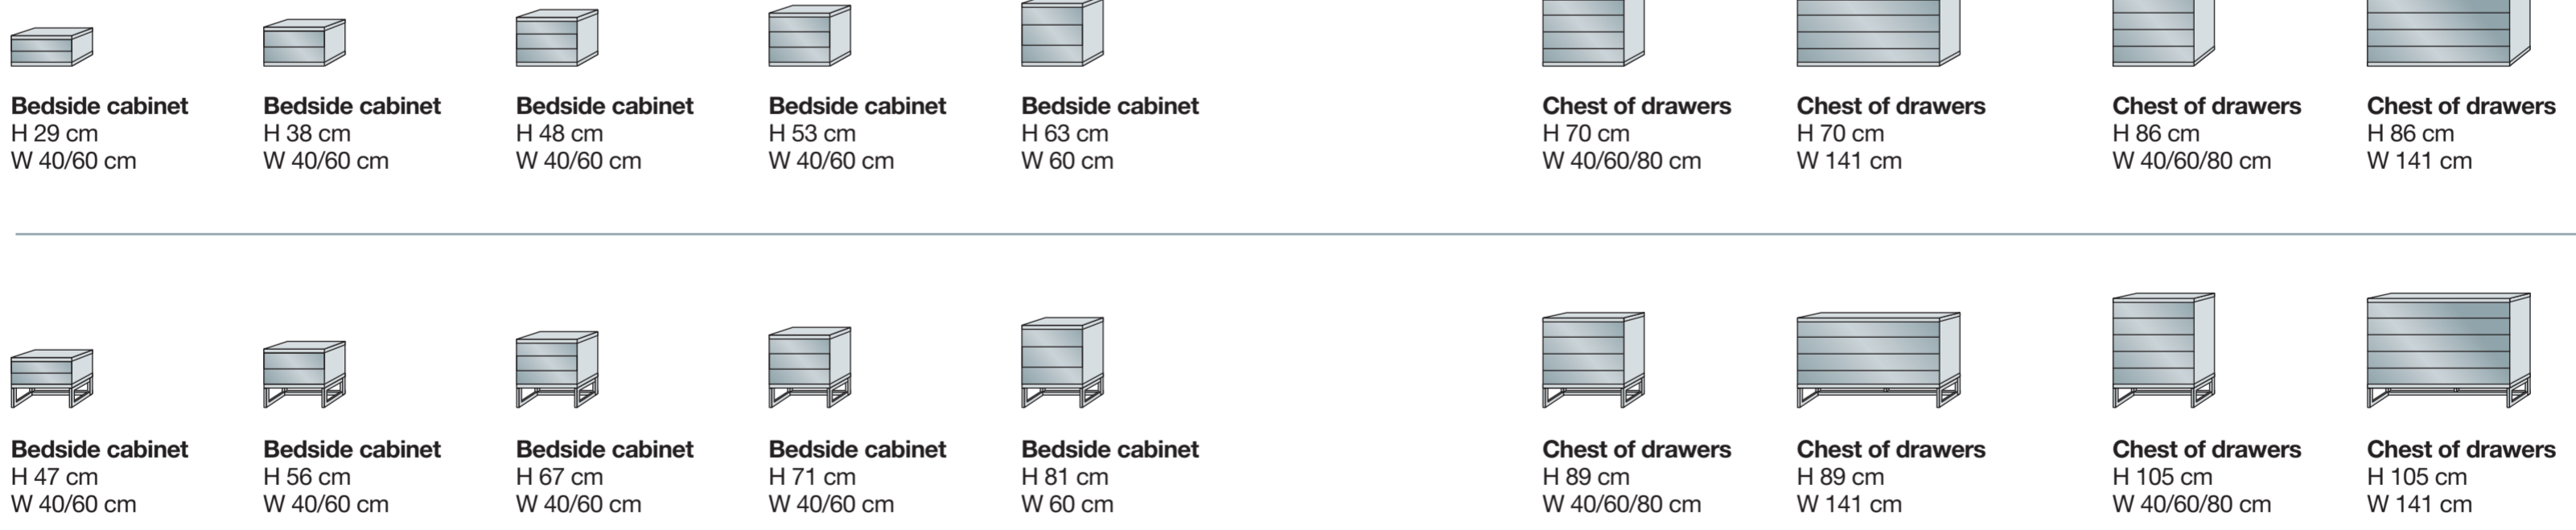 Bedside cabinet
H 29 cm
W 40/60 cm
Bedside cabinet
H 38 cm
W 40/60 cm
Bedside cabinet
H 48 cm
W 40/60 cm
Bedside cabinet
H 53 cm
W 40/60 cm
Bedside cabinet
H 63 cm
W 60 cm
Chest of drawers
H 70 cm
W 40/60/80 cm
Chest of drawers
H 70 cm
W 141 cm
Chest of drawers
H 86 cm
W 40/60/80 cm
Chest of drawers
H 86 cm
W 141 cm
Bedside cabinet
H 47 cm
W 40/60 cm
Bedside cabinet
H 56 cm
W 40/60 cm
Bedside cabinet
H 67 cm
W 40/60 cm
Bedside cabinet
H 71 cm
W 40/60 cm
Bedside cabinet
H 81 cm
W 60 cm
Chest of drawers
H 89 cm
W 40/60/80 cm
Chest of drawers
H 89 cm
W 141 cm
Chest of drawers
H 105 cm
W 40/60/80 cm
Chest of drawers
H 105 cm
W 141 cm